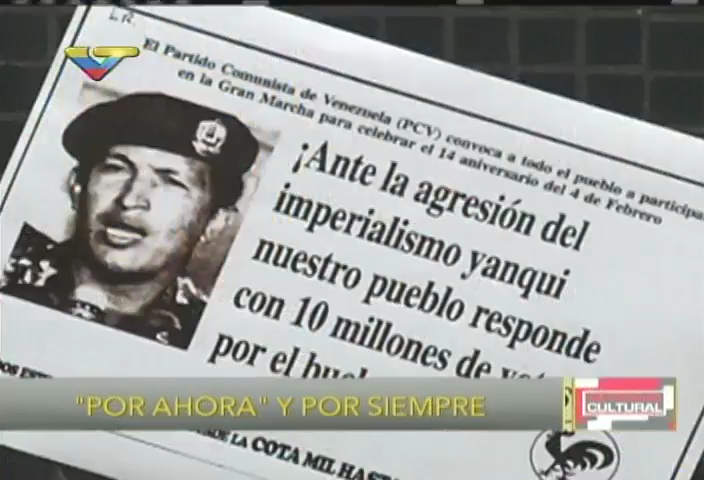 L.R.
El Partido Comunista de Venezuela (PCV) convoca a todo el pueblo a participa
en la Gran Marcha para celebrar el 14 aniversario del 4 de Febrero
¡Ante la agresión del
imperialismo yanqui
nuestro pueblo responde
con 10 millones de
por el
"POR AHORA" Y POR SIEMPRE
CULTURAL
LA COTA MIL